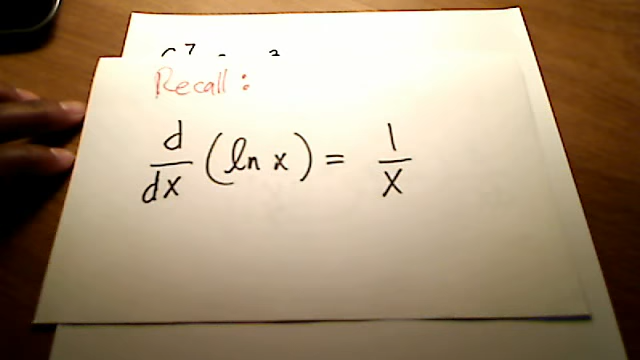 Recall:
d/dx (ln x) = 1/x